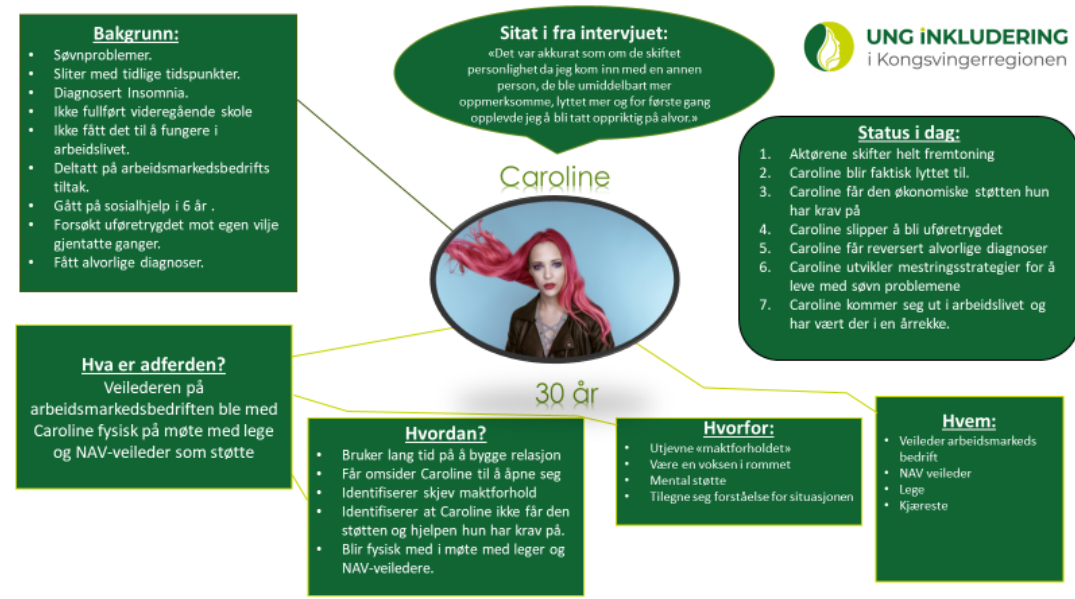 Bakgrunn:
• Søvnproblemer.
• Sliter med tidlige tidspunkter.
• Diagnosert Insomnia.
• Ikke fullført videregående skole
• Ikke fått det til å fungere i
arbeidslivet.
• Deltatt på arbeidsmarkedsbedrifts
tiltak.
• Gått på sosialhjelp i 6 år .
• Forsøkt uføretrygdet mot egen vilje
gjentatte ganger.
• Fått alvorlige diagnoser.
Sitat i fra intervjuet:
«Det var akkurat som om de skiftet
personlighet da jeg kom inn med en annen
person, de ble umiddelbart mer
oppmerksomme, lyttet mer og for første gang
opplevde jeg å bli tatt oppriktig på alvor.»
UNG iNKLUDERING
i Kongsvingerregionen
Caroline
30 år
Status i dag:
1. Aktørene skifter helt fremtoning
2. Caroline blir faktisk lyttet til.
3. Caroline får den økonomiske støtten hun
har krav på
4. Caroline slipper å bli uføretrygdet
5. Caroline får reversert alvorlige diagnoser
6. Caroline utvikler mestringsstrategier for å
leve med søvn problemene
7. Caroline kommer seg ut i arbeidslivet og
har vært der i en årrekke.
Hva er adferden?
Veilederen på
arbeidsmarkedsbedriften ble med
Caroline fysisk på møte med lege
og NAV-veileder som støtte
Hvordan?
• Bruker lang tid på å bygge relasjon
• Får omsider Caroline til å åpne seg
• Identifiserer skjev maktforhold
• Identifiserer at Caroline ikke får den
støtten og hjelpen hun har krav på.
• Blir fysisk med i møte med leger og
NAV-veiledere.
Hvorfor:
• Utjevne «maktforholdet»
• Være en voksen i rommet
• Mental støtte
• Tilegne seg forståelse for situasjonen
Hvem:
• Veileder arbeidsmarkeds
bedrift
• NAV veileder
• Lege
• Kjæreste